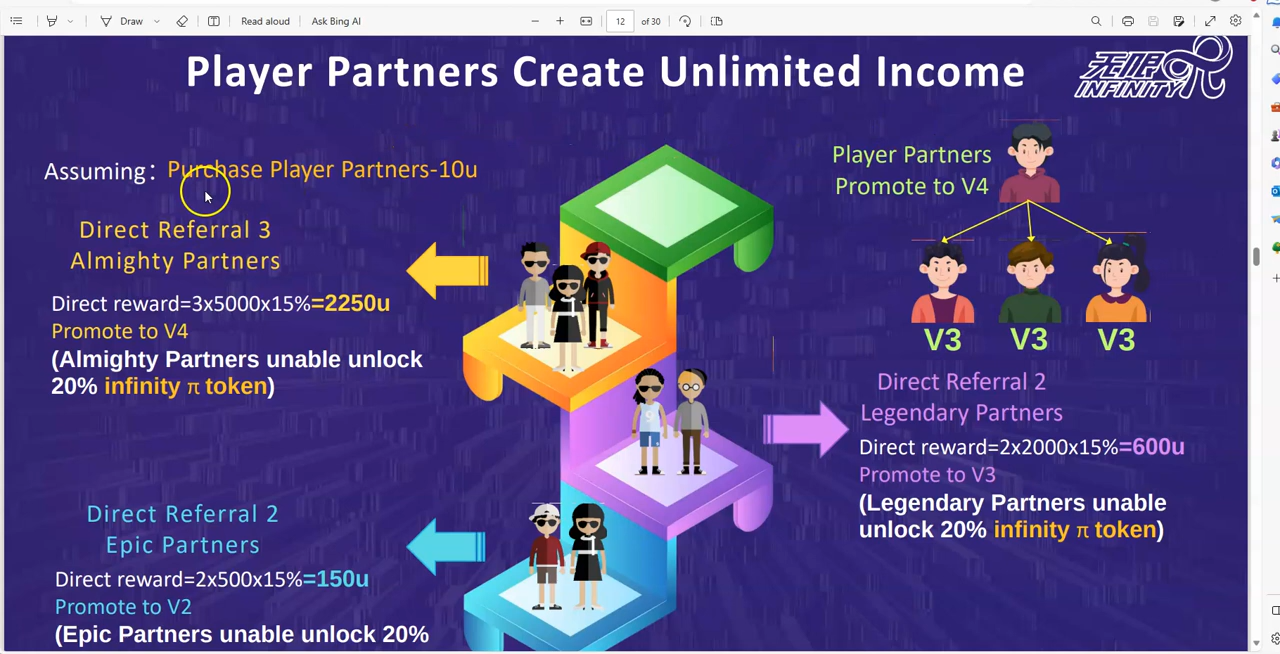 Draw
Read aloud
Ask Bing AI
12
of 30
Player Partners Create Unlimited Income
无限
INFINITY
Assuming：Purchase Player Partners-10u
Direct Referral 3
Almighty Partners
Direct reward=3x5000x15%=2250u
Promote to V4
(Almighty Partners unable unlock
20% infinity π token)
Player Partners
Promote to V4
V3
V3
V3
Direct Referral 2
Legendary Partners
Direct reward=2x2000x15%=600u
Promote to V3
(Legendary Partners unable
unlock 20% infinity π token)
Direct Referral 2
Epic Partners
Direct reward=2x500x15%=150u
Promote to V2
(Epic Partners unable unlock 20%
9